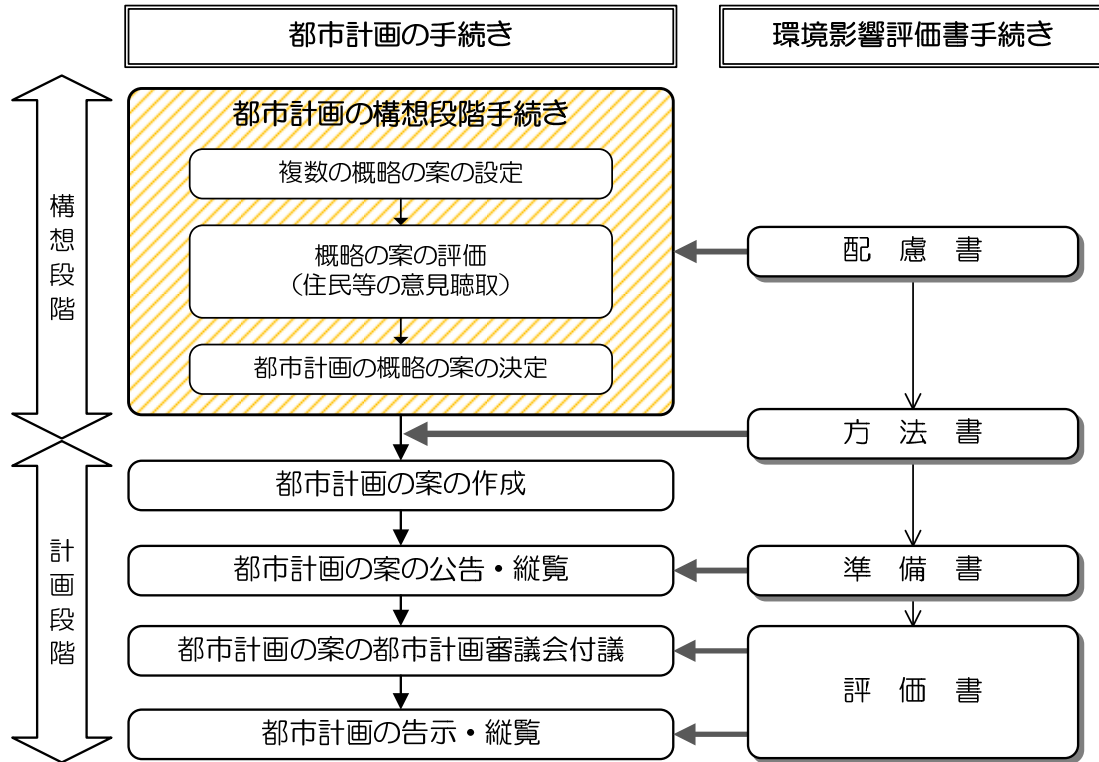 都市計画の手続き
環境影響評価書手続き
構想段階
都市計画の構想段階手続き
複数の概略の案の設定
概略の案の評価
（住民等の意見聴取）
都市計画の概略の案の決定
配慮書
方法書
計画段階
都市計画の案の作成
都市計画の案の公告・縦覧
準備書
都市計画の案の都市計画審議会付議
評価書
都市計画の告示・縦覧